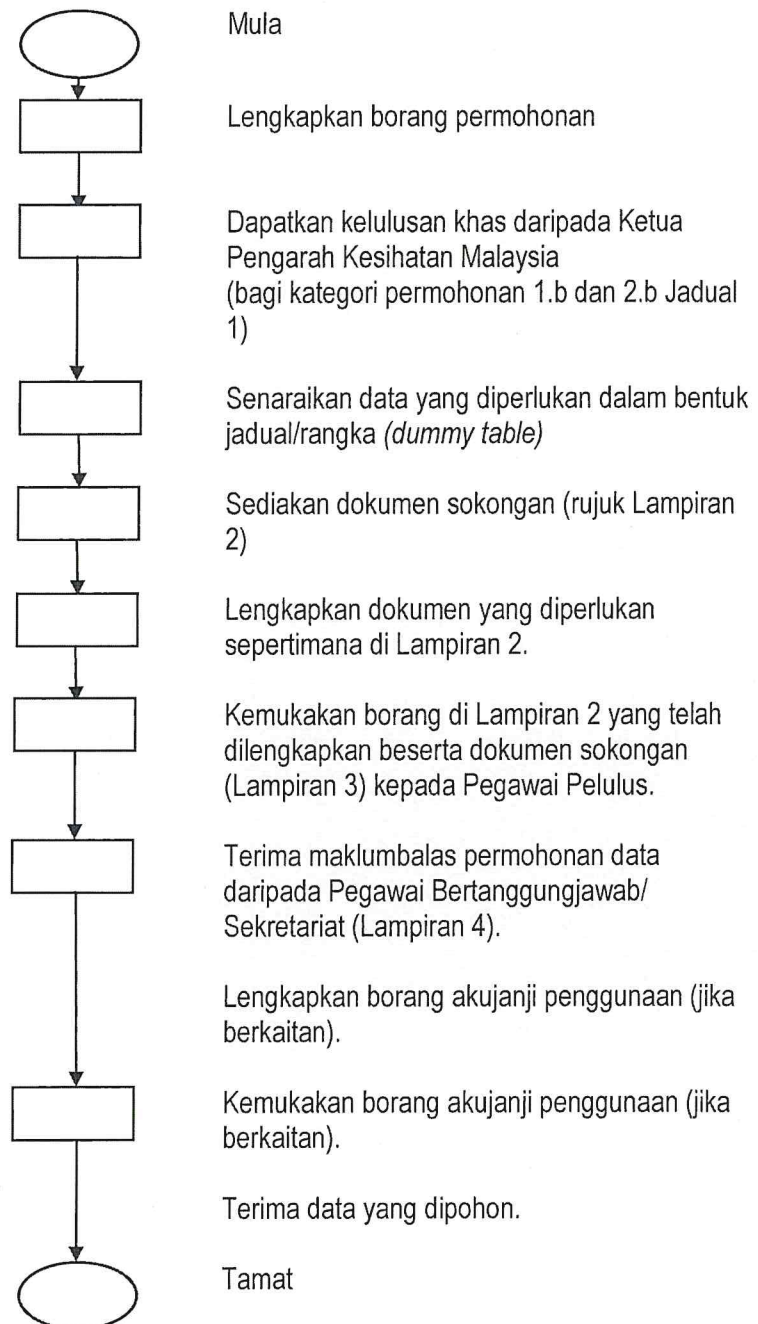 Mula
Lengkapkan borang permohonan
Dapatkan kelulusan khas daripada Ketua
Pengarah Kesihatan Malaysia
(bagi kategori permohonan 1.b dan 2.b Jadual
1)
Senaraikan data yang diperlukan dalam bentuk
jadual/rangka (dummy table)
Sediakan dokumen sokongan (rujuk Lampiran
2)
Lengkapkan dokumen yang diperlukan
sepertimana di Lampiran 2.
Kemukakan borang di Lampiran 2 yang telah
dilengkapkan beserta dokumen sokongan
(Lampiran 3) kepada Pegawai Pelulus.
Terima maklumbalas permohonan data
daripada Pegawai Bertanggungjawab/
Sekretariat (Lampiran 4).
Lengkapkan borang akujanji penggunaan (jika
berkaitan).
Kemukakan borang akujanji penggunaan (jika
berkaitan).
Terima data yang dipohon.
Tamat